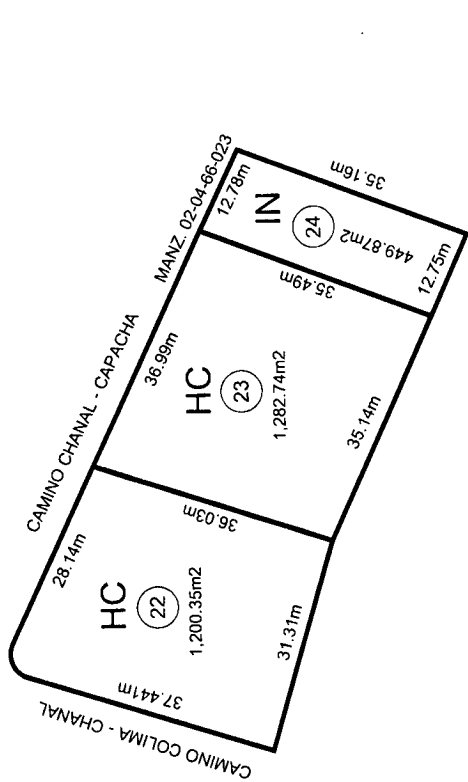 CAMINO CHANAL - CAPACHA
MANZ. 02-04-66-023
12.78m
35.16m
IN
24
449.87m2
12.75m
35.49m
36.99m
HC
23
1,282.74m2
35.14m
36.03m
28.14m
HC
22
1,200.35m2
31.31m
37.441m
CAMINO COLIMA - CHANAL